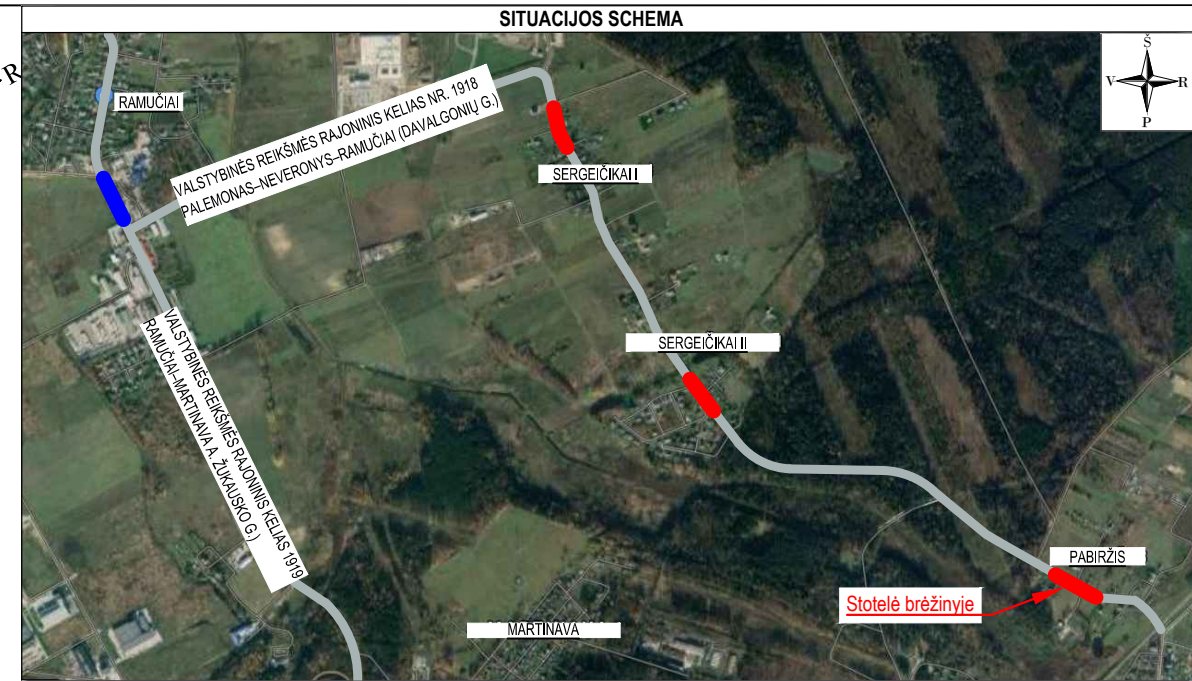 SITUACIJOS SCHEMA
Š
V
R
P
R
RAMUČIAI
VALSTYBINĖS REIKŠMĖS RAJONINIS KELIAS NR. 1918
PALEMONAS–NEVERONYS–RAMUČIAI (DAVALGONIŲ G.)
SERGEIČIKAI I
SERGEIČIKAI II
VALSTYBINĖS REIKŠMĖS RAJONINIS KELIAS 1919
RAMUČIAI–MARTINAVA A. ŽUKAUSKO G.)
PABIRŽIS
Stotelė brėžinyje
MARTINAVA